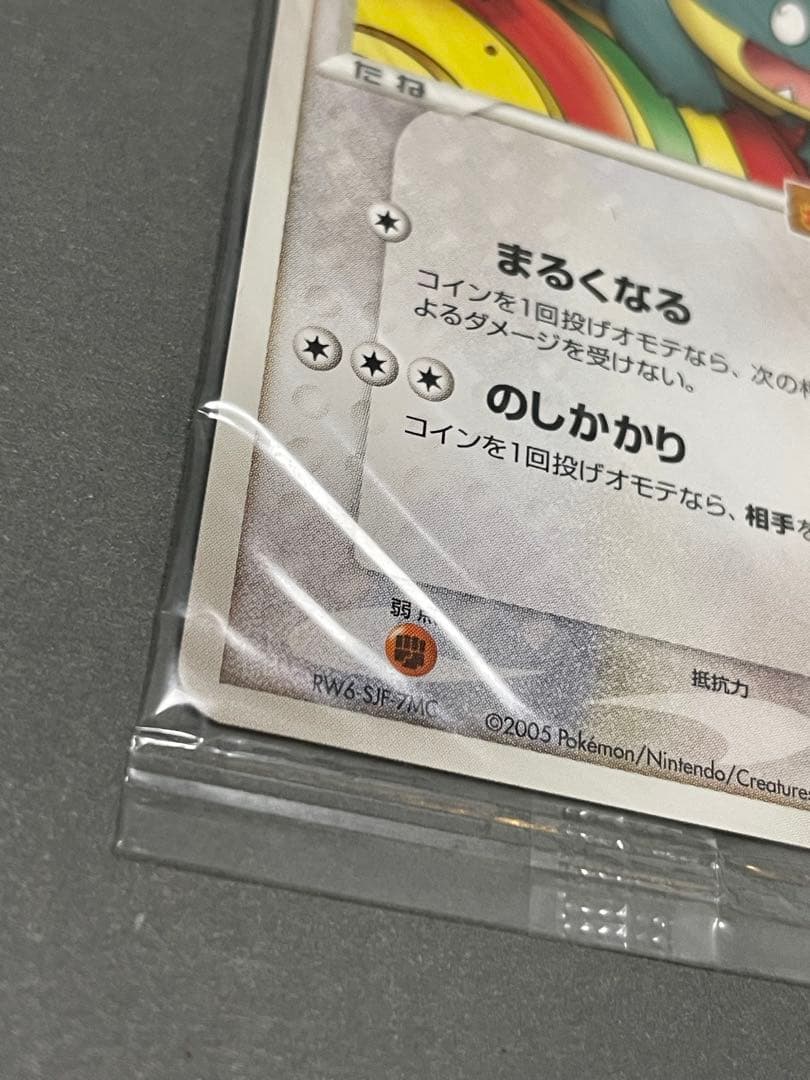 たね
まるくなる
コインを1回投げオモテなら、次の
よるダメージを受けない。
のしかかり
コインを1回投げオモテなら、相手を
弱点
抵抗力
RW6-SJF-7MC
©2005 Pokémon/Nintendo/Creatures